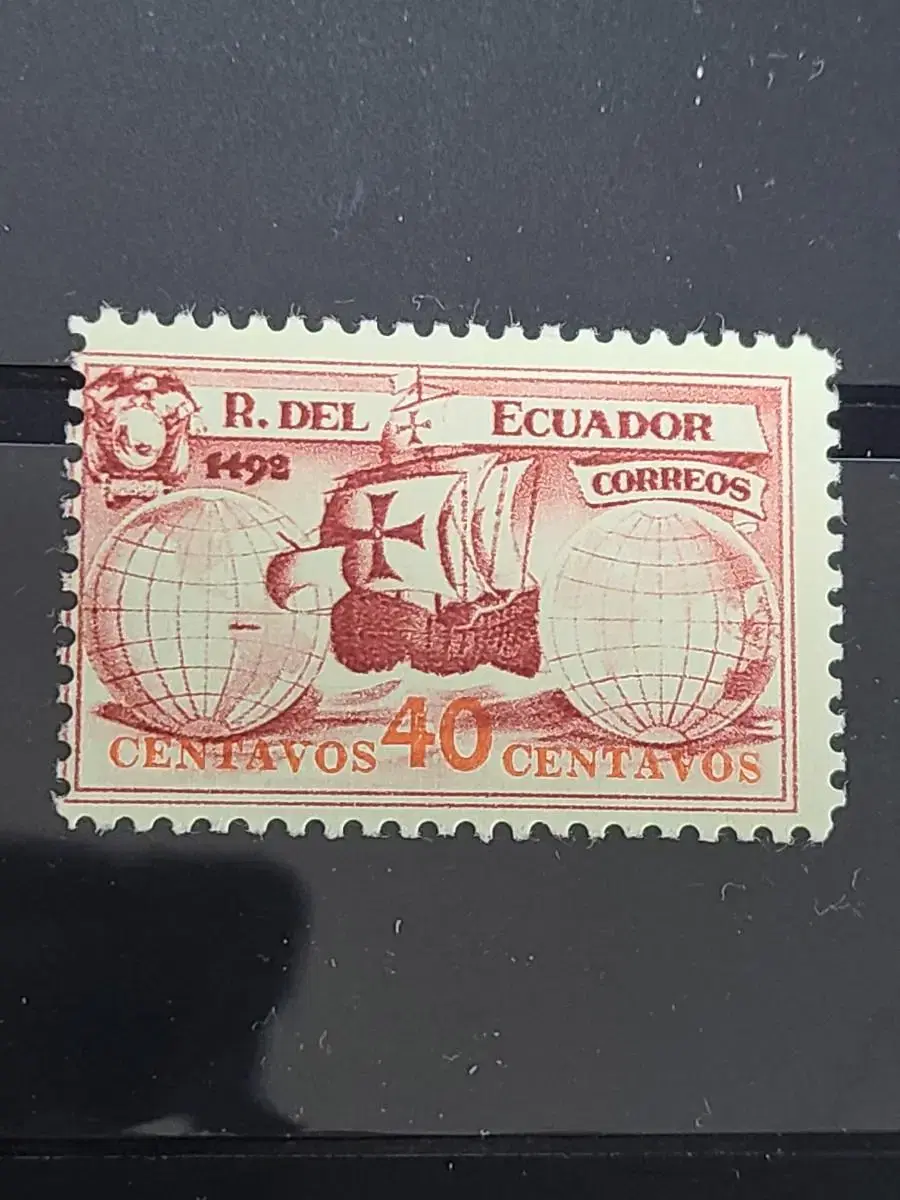 R. DEL ECUADOR
1492
CORREOS
CENTAVOS 40 CENTAVOS